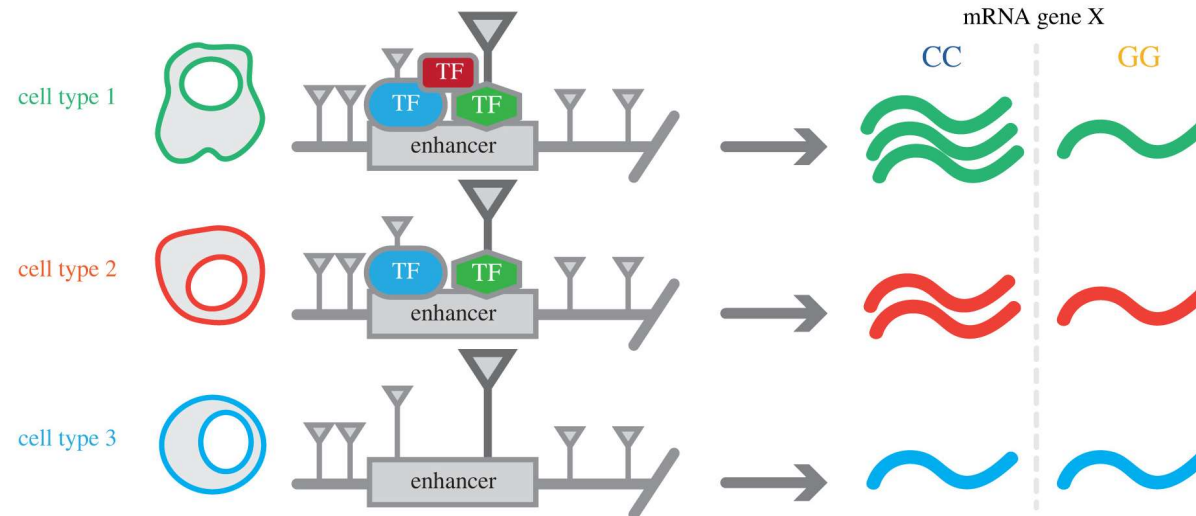 mRNA gene X
CC GG
cell type 1
TF
TF TF
enhancer
cell type 2
TF TF
enhancer
cell type 3
enhancer